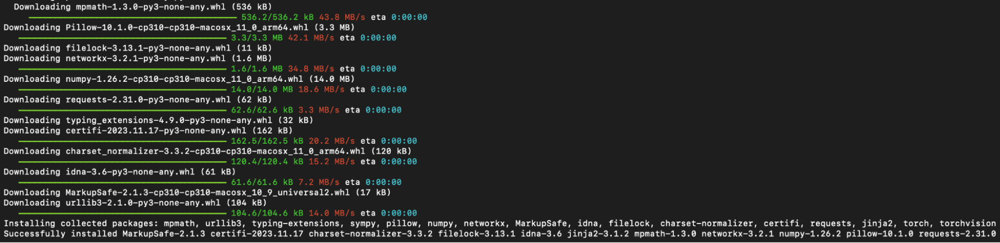 Downloading mpmath-1.3.0-py3-none-any.whl (536 kB)
536.2/536.2 kB 43.8 MB/s eta 0:00:00
Downloading Pillow-10.1.0-cp310-cp310-macosx_11_0_arm64.whl (3.3 MB)
3.3/3.3 MB 42.1 MB/s eta 0:00:00
Downloading filelock-3.13.1-py3-none-any.whl (11 kB)
Downloading networkx-3.2.1-py3-none-any.whl (1.6 MB)
1.6/1.6 MB 34.8 MB/s eta 0:00:00
Downloading numpy-1.26.2-cp310-cp310-macosx_11_0_arm64.whl (14.0 MB)
14.0/14.0 MB 18.6 MB/s eta 0:00:00
Downloading requests-2.31.0-py3-none-any.whl (62 kB)
62.6/62.6 kB 3.3 MB/s eta 0:00:00
Downloading typing_extensions-4.9.0-py3-none-any.whl (32 kB)
Downloading certifi-2023.11.17-py3-none-any.whl (162 kB)
162.5/162.5 kB 20.2 MB/s eta 0:00:00
Downloading charset_normalizer-3.3.2-cp310-cp310-macosx_11_0_arm64.whl (120 kB)
120.4/120.4 kB 15.2 MB/s eta 0:00:00
Downloading idna-3.6-py3-none-any.whl (61 kB)
61.6/61.6 kB 7.2 MB/s eta 0:00:00
Downloading MarkupSafe-2.1.3-cp310-cp310-macosx_10_9_universal2.whl (17 kB)
Downloading urllib3-2.1.0-py3-none-any.whl (104 kB)
104.6/104.6 kB 14.0 MB/s eta 0:00:00
Installing collected packages: mpmath, urllib3, typing-extensions, sympy, pillow, numpy, networkx, MarkupSafe, idna, filelock, charset-normalizer, certifi, requests, jinja2, torch, torchvision
Successfully installed MarkupSafe-2.1.3 certifi-2023.11.17 charset-normalizer-3.3.2 filelock-3.13.1 idna-3.6 jinja2-3.1.2 mpmath-1.3.0 networkx-3.2.1 numpy-1.26.2 pillow-10.1.0 requests-2.31.0